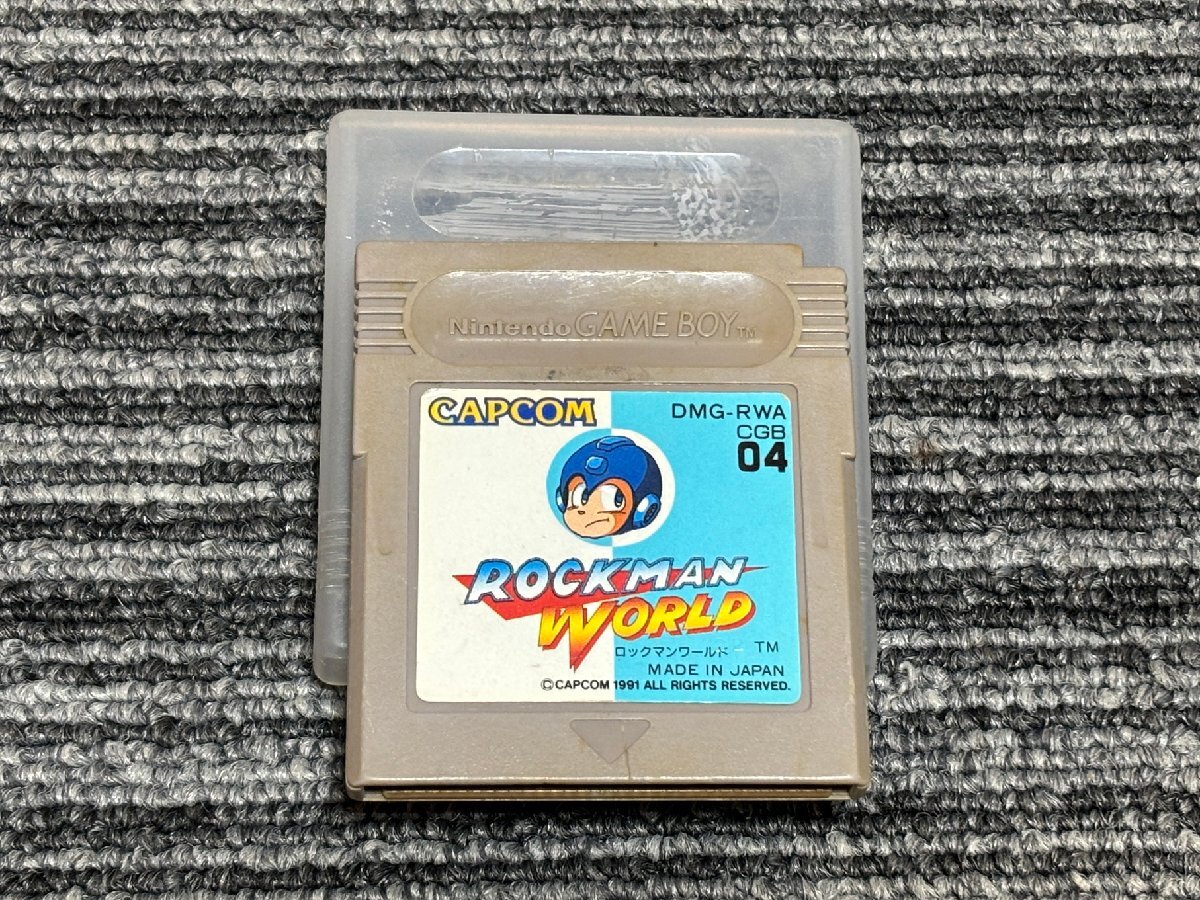 Nintendo GAME BOY TM
CAPCOM
DMG-RWA
CGB
04
ROCKMAN
WORLD
ロックマンワールド TM
MADE IN JAPAN
©CAPCOM 1991 ALL RIGHTS RESERVED.